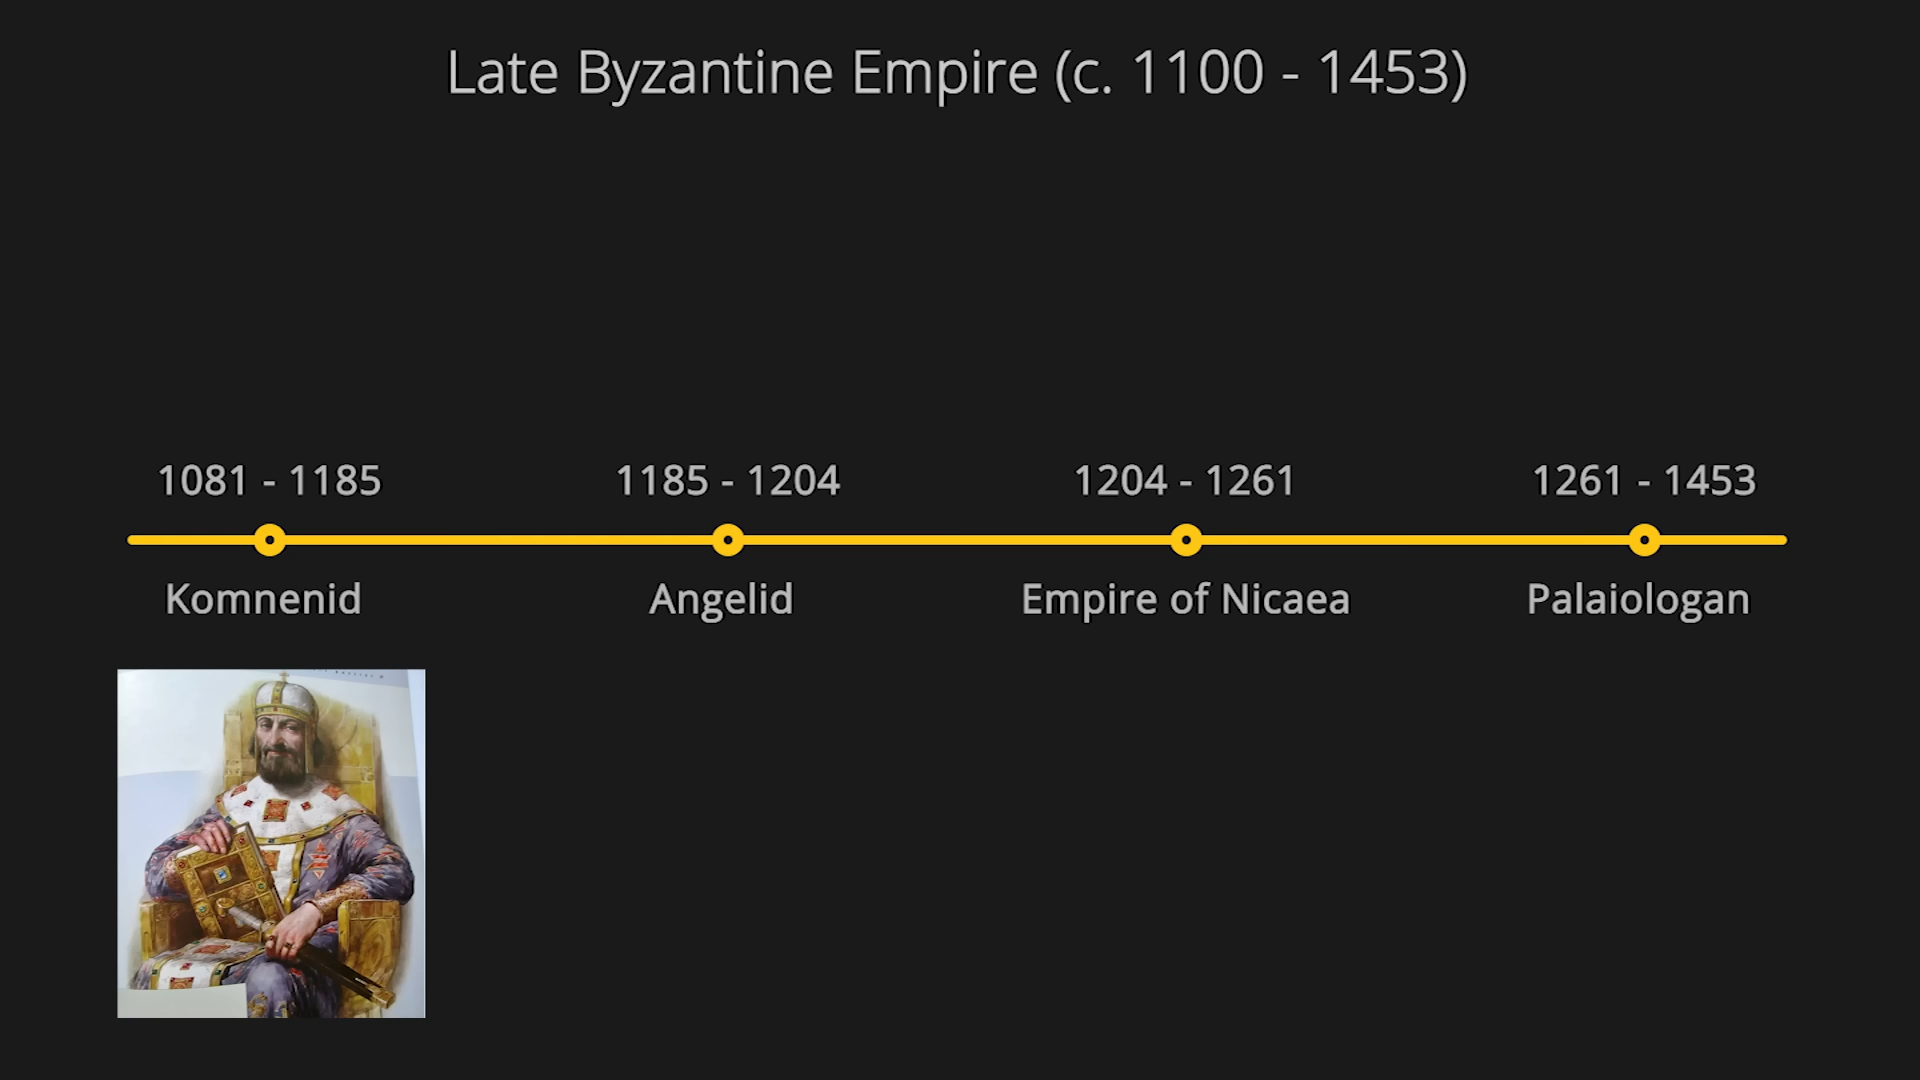 Late Byzantine Empire (c. 1100 - 1453)
1081 - 1185
1185 - 1204
1204 - 1261
1261 - 1453
Komnenid
Angelid
Empire of Nicaea
Palaiologan